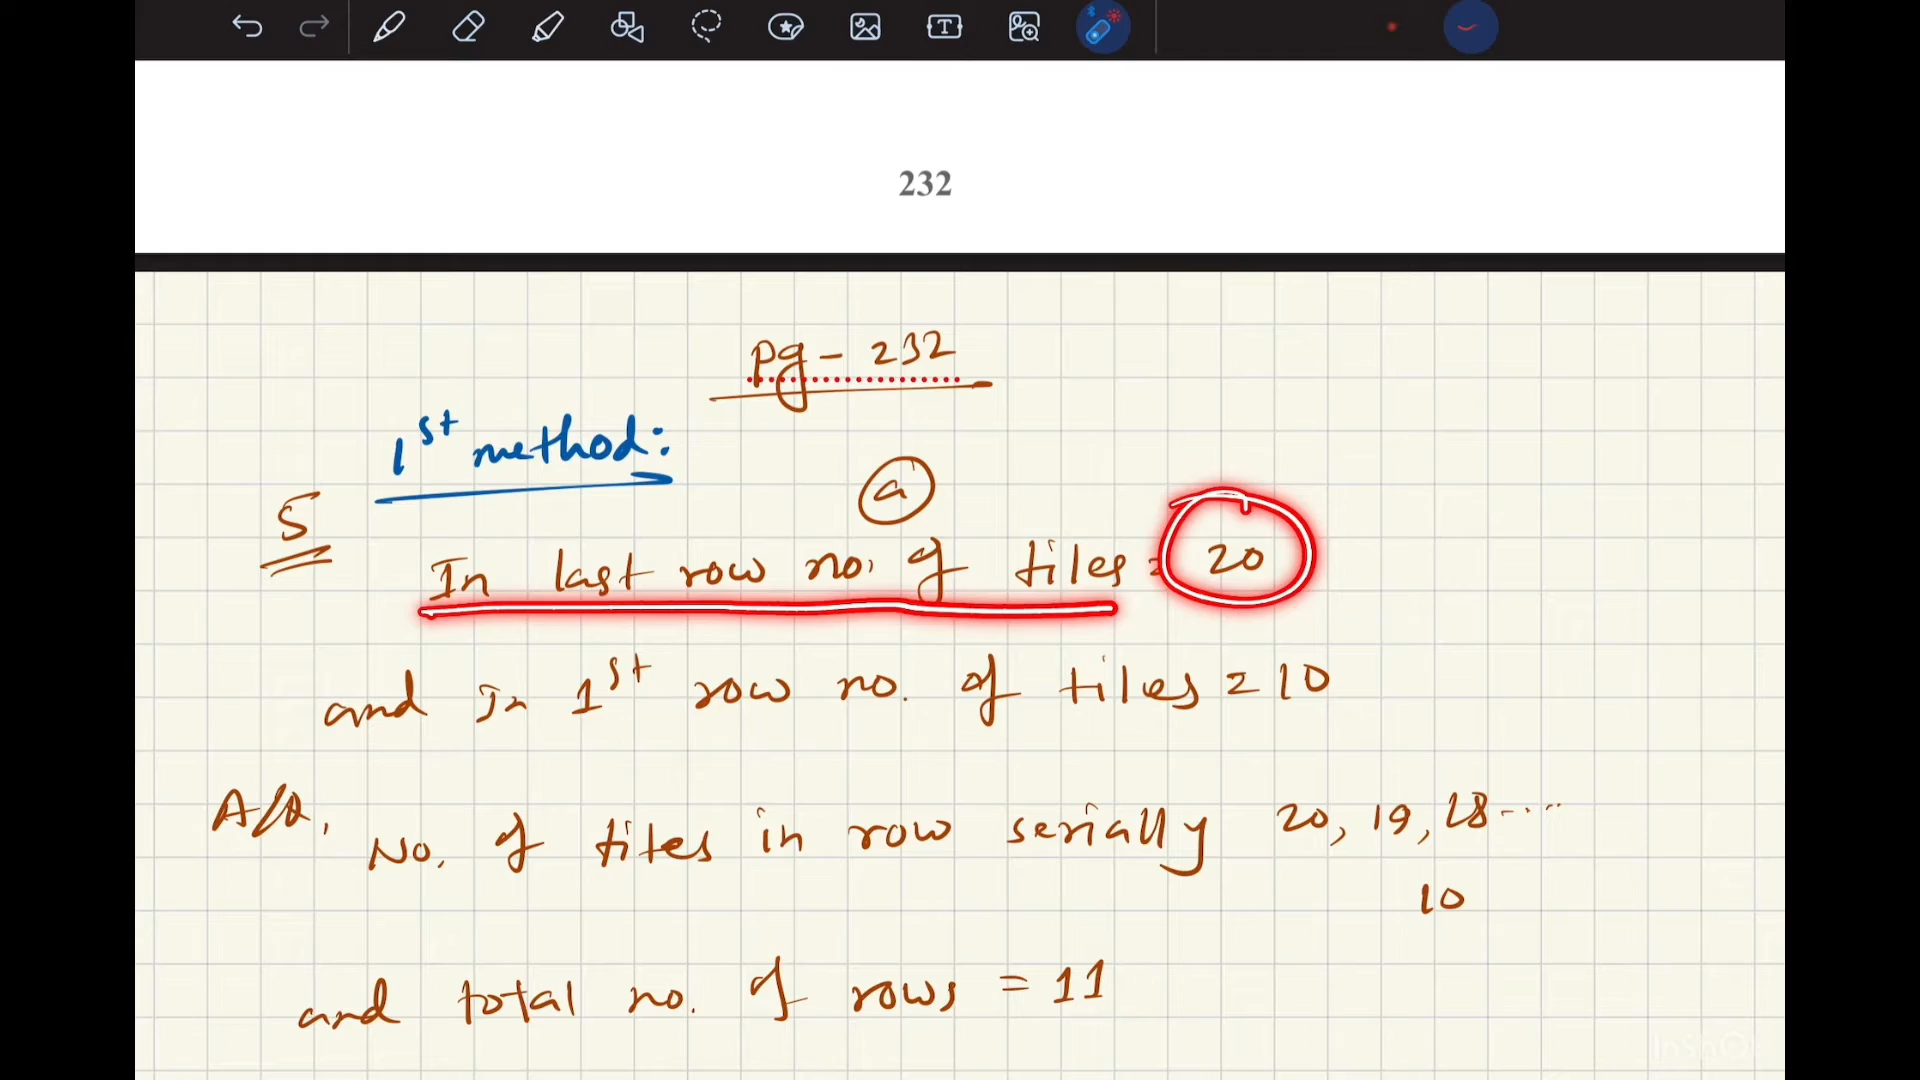 232
Pg - 232
1st method:
a
5
In last row no. of tiles = 20
and In 1st row no. of tiles = 10
A/Q, No. of tiles in row serially 20, 19, 18....
10
and total no. of rows = 11
InShOt